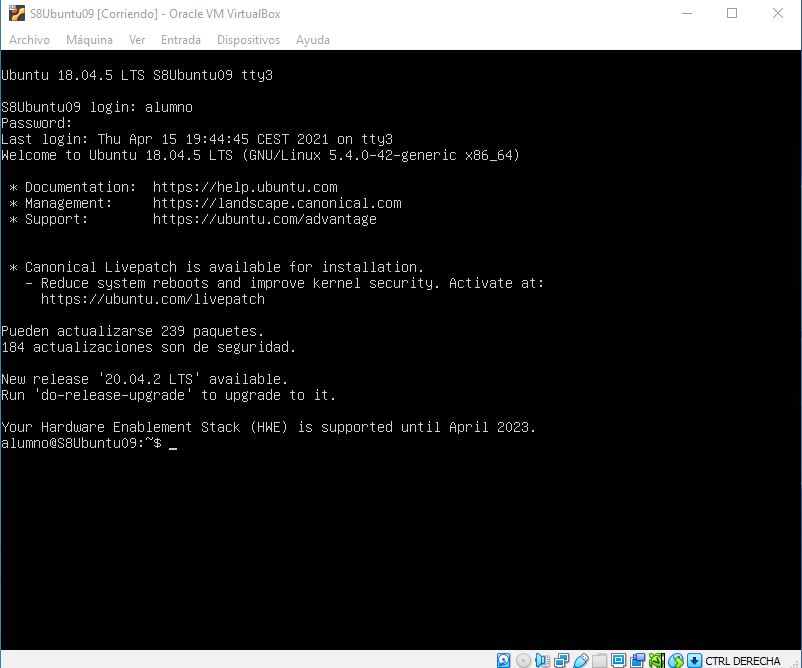 S8Ubuntu09 [Corriendo] - Oracle VM VirtualBox
Archivo Máquina Ver Entrada Dispositivos Ayuda
Ubuntu 18.04.5 LTS S8Ubuntu09 tty3
S8Ubuntu09 login: alumno
Password:
Last login: Thu Apr 15 19:44:45 CEST 2021 on tty3
Welcome to Ubuntu 18.04.5 LTS (GNU/Linux 5.4.0-42-generic x86_64)
* Documentation: https://help.ubuntu.com
* Management: https://landscape.canonical.com
* Support: https://ubuntu.com/advantage
* Canonical Livepatch is available for installation.
- Reduce system reboots and improve kernel security. Activate at:
https://ubuntu.com/livepatch
Pueden actualizarse 239 paquetes.
184 actualizaciones son de seguridad.
New release '20.04.2 LTS' available.
Run 'do-release-upgrade' to upgrade to it.
Your Hardware Enablement Stack (HWE) is supported until April 2023.
alumno@S8Ubuntu09:~$ _
CTRL DERECHA